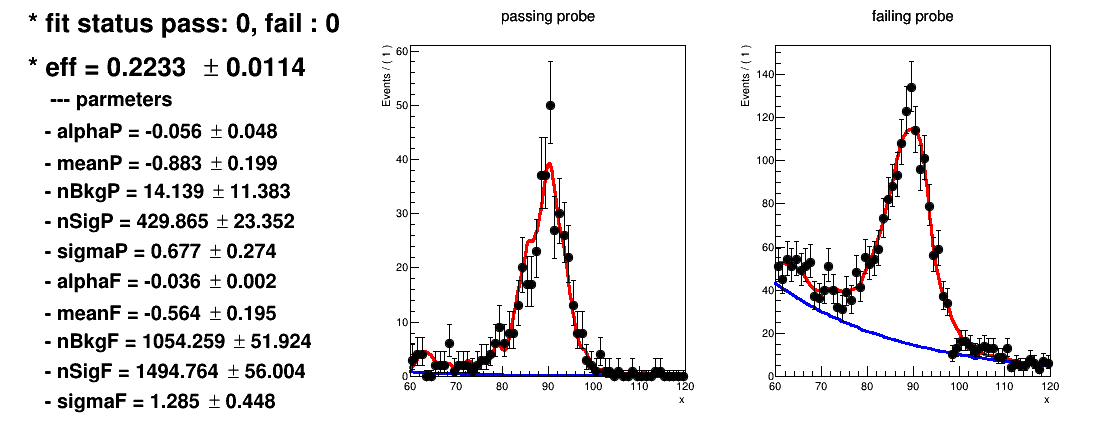 * fit status pass: 0, fail : 0
* eff = 0.2233 ± 0.0114
--- parmeters
- alphaP = -0.056 ± 0.048
- meanP = -0.883 ± 0.199
- nBkgP = 14.139 ± 11.383
- nSigP = 429.865 ± 23.352
- sigmaP = 0.677 ± 0.274
- alphaF = -0.036 ± 0.002
- meanF = -0.564 ± 0.195
- nBkgF = 1054.259 ± 51.924
- nSigF = 1494.764 ± 56.004
- sigmaF = 1.285 ± 0.448
passing probe
Events / ( 1 )
60
50
40
30
20
10
0
60 70 80 90 100 110 120
x
failing probe
Events / ( 1 )
140
120
100
80
60
40
20
0
60 70 80 90 100 110 120
x